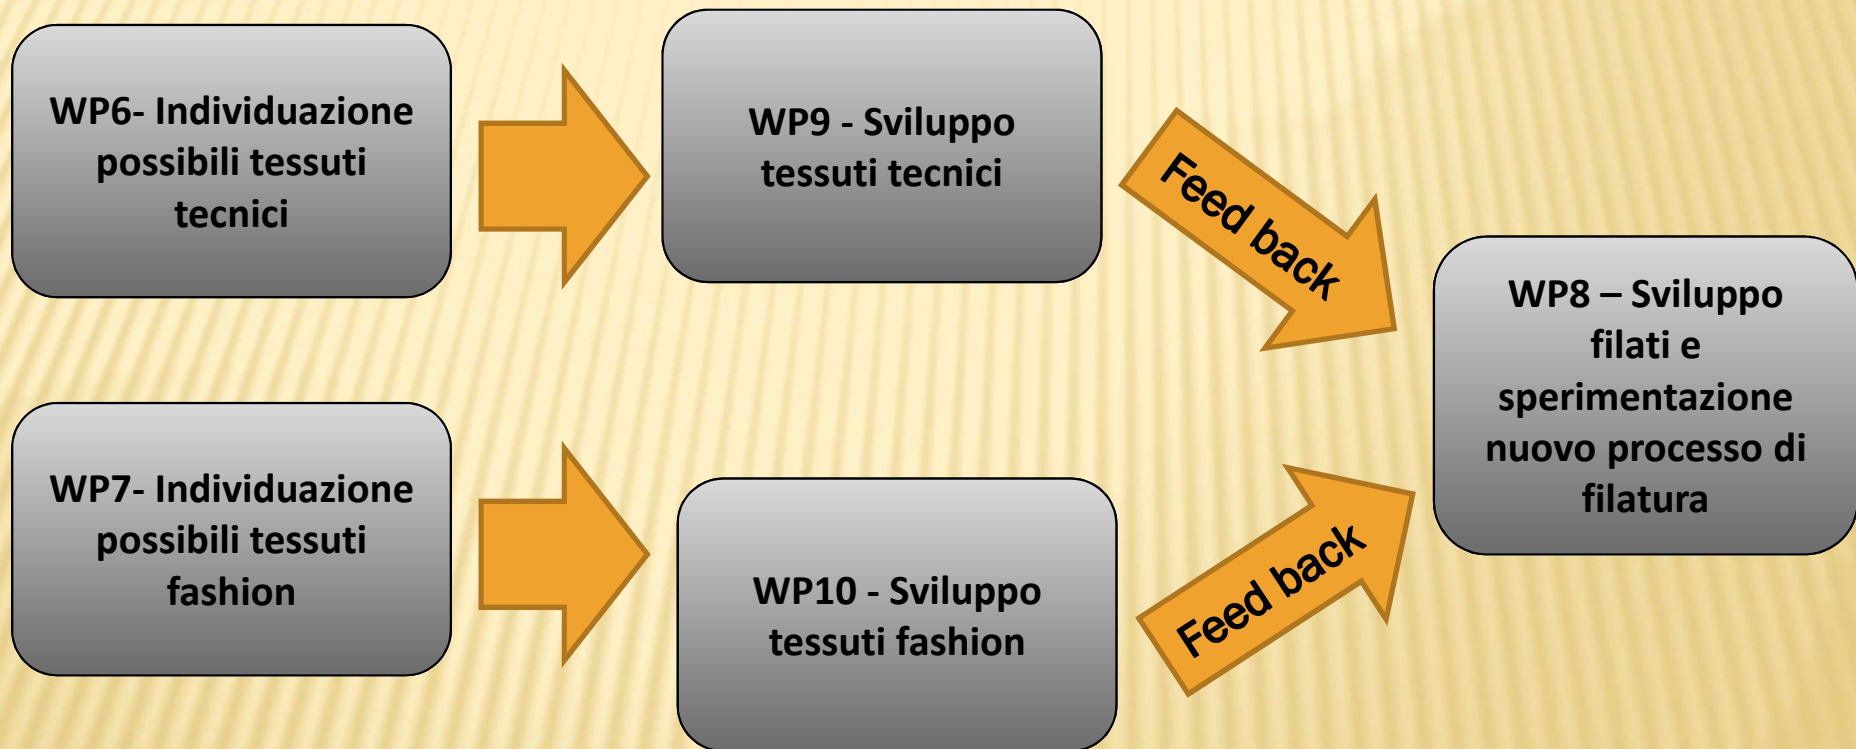 WP6- Individuazione
possibili tessuti
tecnici
WP9 - Sviluppo
tessuti tecnici
Feed back
WP8 – Sviluppo
filati e
sperimentazione
nuovo processo di
filatura
WP7- Individuazione
possibili tessuti
fashion
WP10 - Sviluppo
tessuti fashion
Feed back